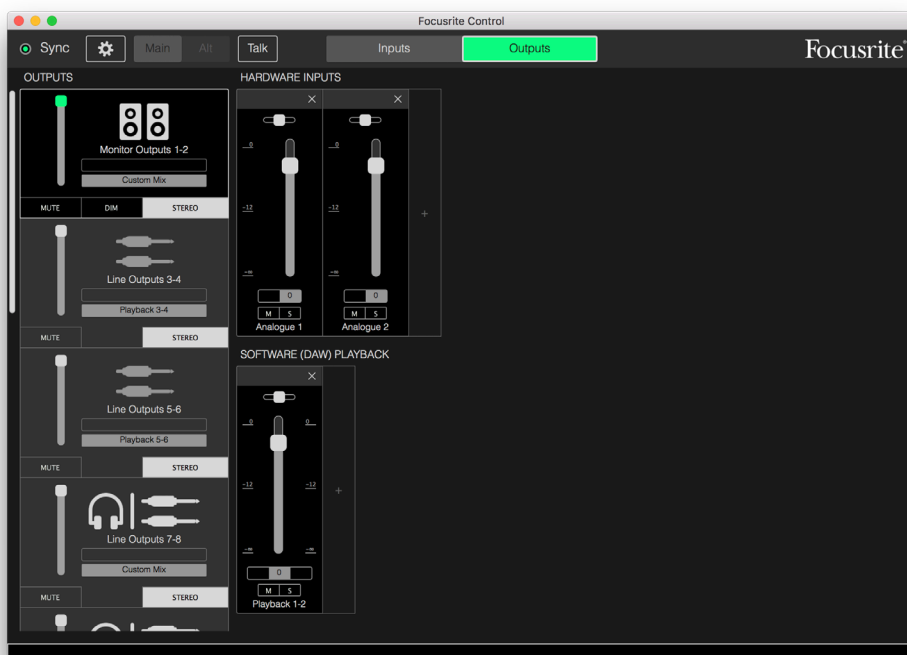 Focusrite Control
Sync Main Alt Talk Inputs Outputs Focusrite®
OUTPUTS
Monitor Outputs 1-2
Custom Mix
MUTE DIM STEREO
Line Outputs 3-4
Playback 3-4
MUTE STEREO
Line Outputs 5-6
Playback 5-6
MUTE STEREO
Line Outputs 7-8
Custom Mix
MUTE STEREO
HARDWARE INPUTS
0 0
-12 -12
-∞ -∞
0 0
M S M S
Analogue 1 Analogue 2
+
SOFTWARE (DAW) PLAYBACK
0 0
-12 -12
-∞ -∞
0
M S
Playback 1-2
+